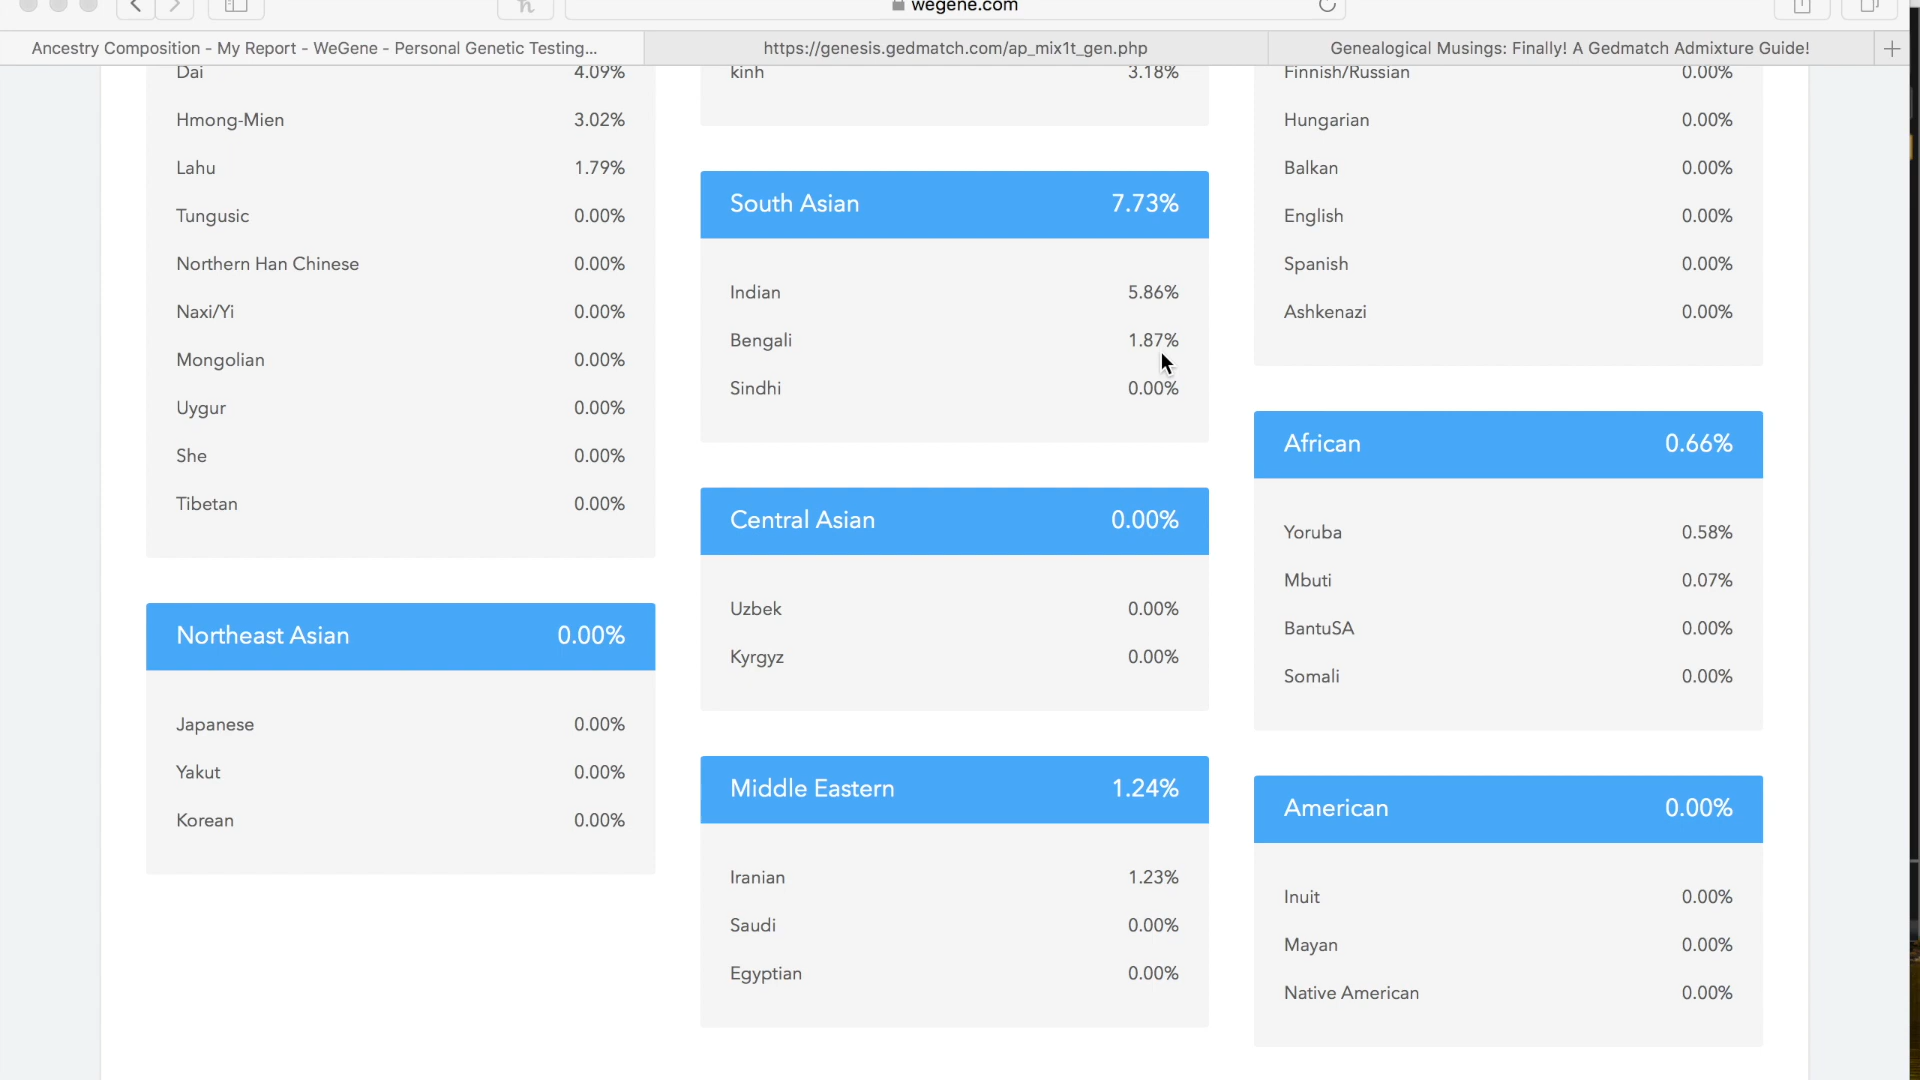 wegene.com
Ancestry Composition - My Report - WeGene - Personal Genetic Testing...
https://genesis.gedmatch.com/ap_mix1t_gen.php
Genealogical Musings: Finally! A Gedmatch Admixture Guide!
Dai 4.09%
Hmong-Mien 3.02%
Lahu 1.79%
Tungusic 0.00%
Northern Han Chinese 0.00%
Naxi/Yi 0.00%
Mongolian 0.00%
Uygur 0.00%
She 0.00%
Tibetan 0.00%
Northeast Asian 0.00%
Japanese 0.00%
Yakut 0.00%
Korean 0.00%
kinh 3.18%
South Asian 7.73%
Indian 5.86%
Bengali 1.87%
Sindhi 0.00%
Central Asian 0.00%
Uzbek 0.00%
Kyrgyz 0.00%
Middle Eastern 1.24%
Iranian 1.23%
Saudi 0.00%
Egyptian 0.00%
Finnish/Russian 0.00%
Hungarian 0.00%
Balkan 0.00%
English 0.00%
Spanish 0.00%
Ashkenazi 0.00%
African 0.66%
Yoruba 0.58%
Mbuti 0.07%
BantuSA 0.00%
Somali 0.00%
American 0.00%
Inuit 0.00%
Mayan 0.00%
Native American 0.00%